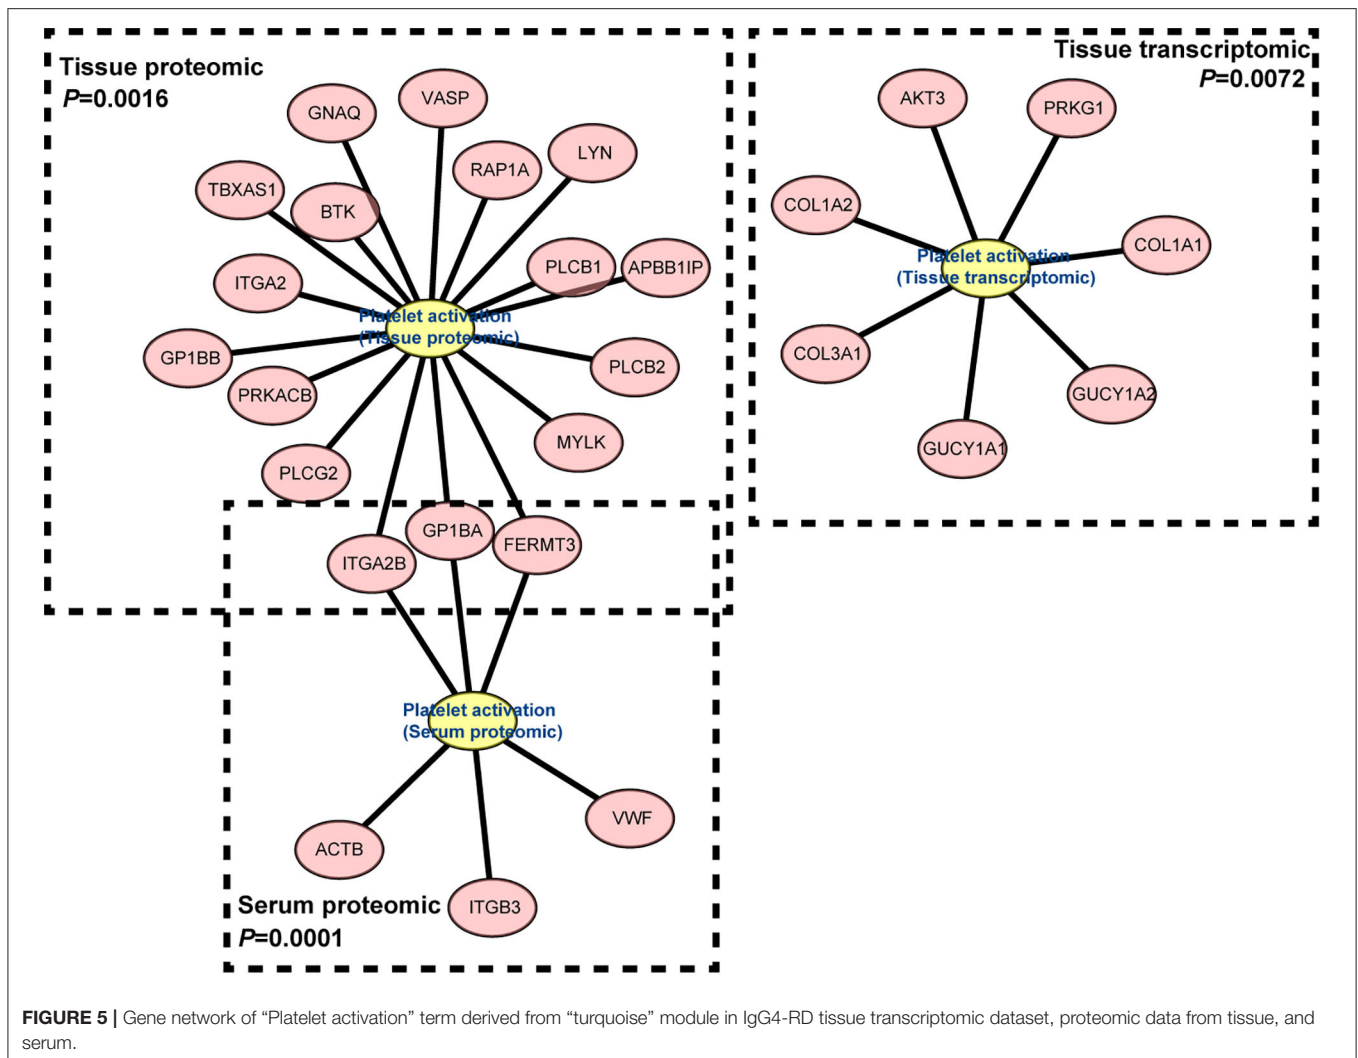 Tissue proteomic
P=0.0016
GNAQ
VASP
RAP1A
LYN
TBXAS1
BTK
ITGA2
PLCB1
APBB1IP
Platelet activation
(Tissue proteomic)
GP1BB
PRKACB
PLCB2
PLCG2
MYLK
ITGA2B
GP1BA
FERMT3
Platelet activation
(Serum proteomic)
ACTB
VWF
ITGB3
Serum proteomic
P=0.0001
Tissue transcriptomic
P=0.0072
AKT3
PRKG1
COL1A2
COL1A1
Platelet activation
(Tissue transcriptomic)
COL3A1
GUCY1A2
GUCY1A1
FIGURE 5 | Gene network of “Platelet activation” term derived from “turquoise” module in IgG4-RD tissue transcriptomic dataset, proteomic data from tissue, and
serum.